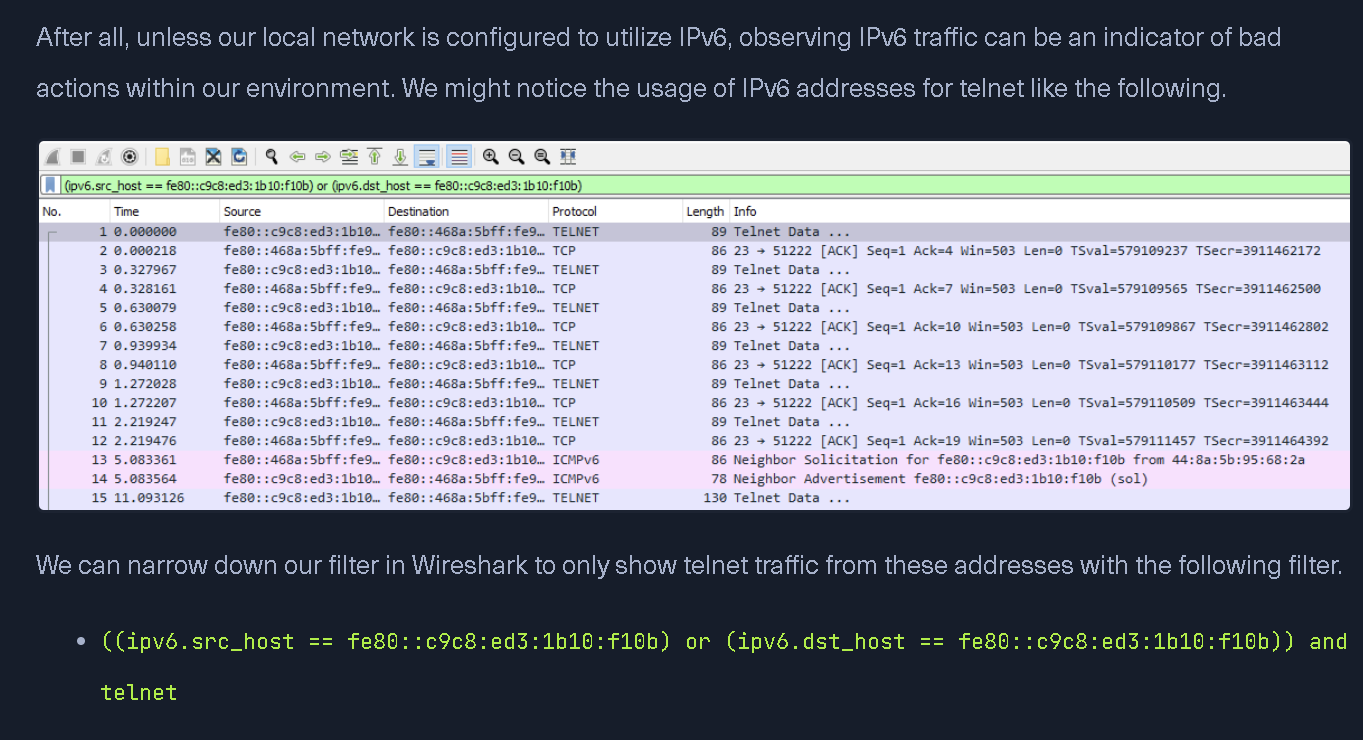 After all, unless our local network is configured to utilize IPv6, observing IPv6 traffic can be an indicator of bad
actions within our environment. We might notice the usage of IPv6 addresses for telnet like the following.
(ipv6.src_host == fe80::c9c8:ed3:1b10:f10b) or (ipv6.dst_host == fe80::c9c8:ed3:1b10:f10b)
No. Time Source Destination Protocol Length Info
1 0.000000 fe80::c9c8:ed3:1b10… fe80::468a:5bff:fe9… TELNET 89 Telnet Data ...
2 0.000218 fe80::468a:5bff:fe9… fe80::c9c8:ed3:1b10… TCP 86 23 → 51222 [ACK] Seq=1 Ack=4 Win=503 Len=0 TSval=579109237 TSecr=3911462172
3 0.327967 fe80::c9c8:ed3:1b10… fe80::468a:5bff:fe9… TELNET 89 Telnet Data ...
4 0.328161 fe80::468a:5bff:fe9… fe80::c9c8:ed3:1b10… TCP 86 23 → 51222 [ACK] Seq=1 Ack=7 Win=503 Len=0 TSval=579109565 TSecr=3911462500
5 0.630079 fe80::c9c8:ed3:1b10… fe80::468a:5bff:fe9… TELNET 89 Telnet Data ...
6 0.630258 fe80::468a:5bff:fe9… fe80::c9c8:ed3:1b10… TCP 86 23 → 51222 [ACK] Seq=1 Ack=10 Win=503 Len=0 TSval=579109867 TSecr=3911462802
7 0.939934 fe80::c9c8:ed3:1b10… fe80::468a:5bff:fe9… TELNET 89 Telnet Data ...
8 0.940110 fe80::468a:5bff:fe9… fe80::c9c8:ed3:1b10… TCP 86 23 → 51222 [ACK] Seq=1 Ack=13 Win=503 Len=0 TSval=579110177 TSecr=3911463112
9 1.272028 fe80::c9c8:ed3:1b10… fe80::468a:5bff:fe9… TELNET 89 Telnet Data ...
10 1.272207 fe80::468a:5bff:fe9… fe80::c9c8:ed3:1b10… TCP 86 23 → 51222 [ACK] Seq=1 Ack=16 Win=503 Len=0 TSval=579110509 TSecr=3911463444
11 2.219247 fe80::c9c8:ed3:1b10… fe80::468a:5bff:fe9… TELNET 89 Telnet Data ...
12 2.219476 fe80::468a:5bff:fe9… fe80::c9c8:ed3:1b10… TCP 86 23 → 51222 [ACK] Seq=1 Ack=19 Win=503 Len=0 TSval=579111457 TSecr=3911464392
13 5.083361 fe80::468a:5bff:fe9… fe80::c9c8:ed3:1b10… ICMPv6 86 Neighbor Solicitation for fe80::c9c8:ed3:1b10:f10b from 44:8a:5b:95:68:2a
14 5.083564 fe80::c9c8:ed3:1b10… fe80::468a:5bff:fe9… ICMPv6 78 Neighbor Advertisement fe80::c9c8:ed3:1b10:f10b (sol)
15 11.093126 fe80::c9c8:ed3:1b10… fe80::468a:5bff:fe9… TELNET 130 Telnet Data ...
We can narrow down our filter in Wireshark to only show telnet traffic from these addresses with the following filter.
• ((ipv6.src_host == fe80::c9c8:ed3:1b10:f10b) or (ipv6.dst_host == fe80::c9c8:ed3:1b10:f10b)) and
telnet